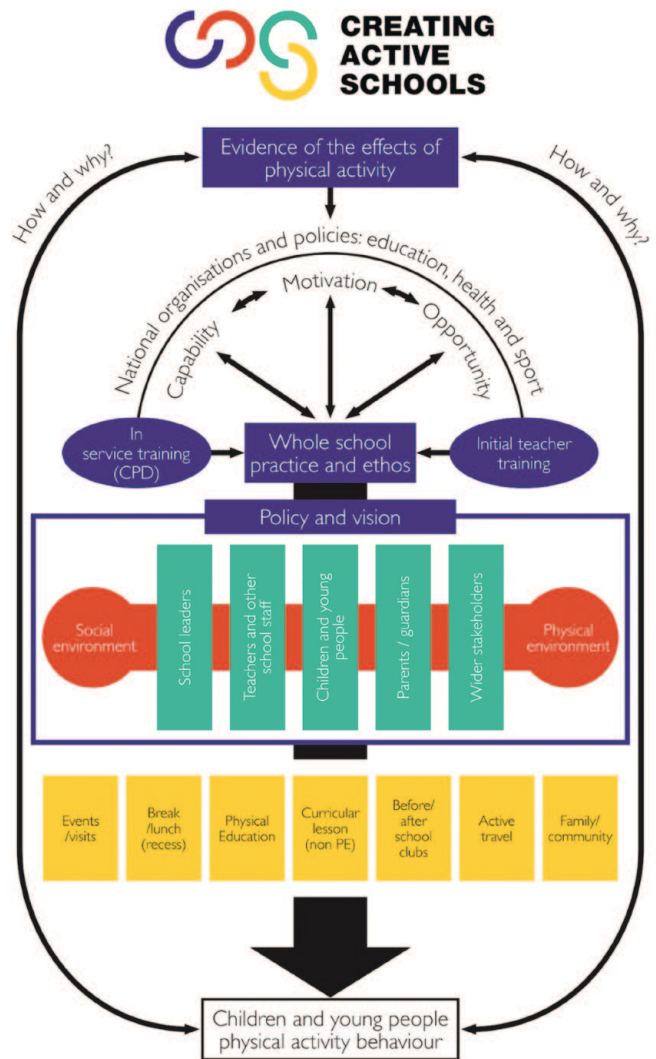 CREATING
ACTIVE
SCHOOLS
Evidence of the effects of
physical activity
How and why?
How and why?
National organisations and policies: education, health and sport
Motivation
Capability
Opportunity
In
service training
(CPD)
Whole school
practice and ethos
Initial teacher
training
Policy and vision
Social
environment
School leaders
Teachers and other
school staff
Children and young
people
Parents / guardians
Wider stakeholders
Physical
environment
Events
/visits
Break
/lunch
(recess)
Physical
Education
Curricular
lesson
(non PE)
Before/
after
school
clubs
Active
travel
Family/
community
Children and young people
physical activity behaviour